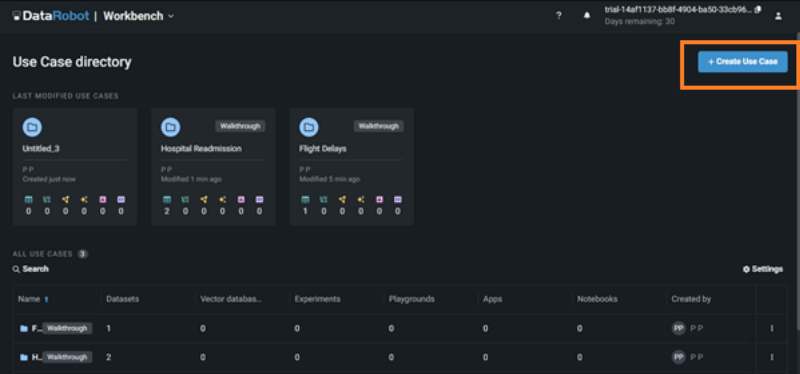 DataRobot | Workbench
? trial-14af1137-bb8f-4904-ba50-33cb96...
Days remaining: 30
Use Case directory
+ Create Use Case
LAST MODIFIED USE CASES
Walkthrough Walkthrough
Untitled_3 Hospital Readmission Flight Delays
P P P P P P
Created just now Modified 1 min ago Modified 5 min ago
0 0 0 0 0 0 2 0 0 0 0 0 1 0 0 0 0 0
ALL USE CASES 3
Search Settings
Name ↑ Datasets Vector databas... Experiments Playgrounds Apps Notebooks Created by
F... Walkthrough 1 0 0 0 0 0 PP P P
H... Walkthrough 2 0 0 0 0 0 PP P P